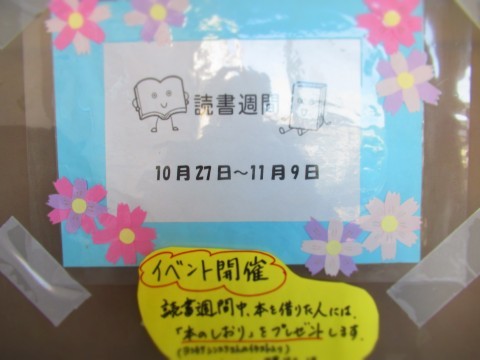 読書週間
10月27日～11月9日
イベント開催
読書週間中、本を借りた人には、
「本のしおり」をプレゼントします。